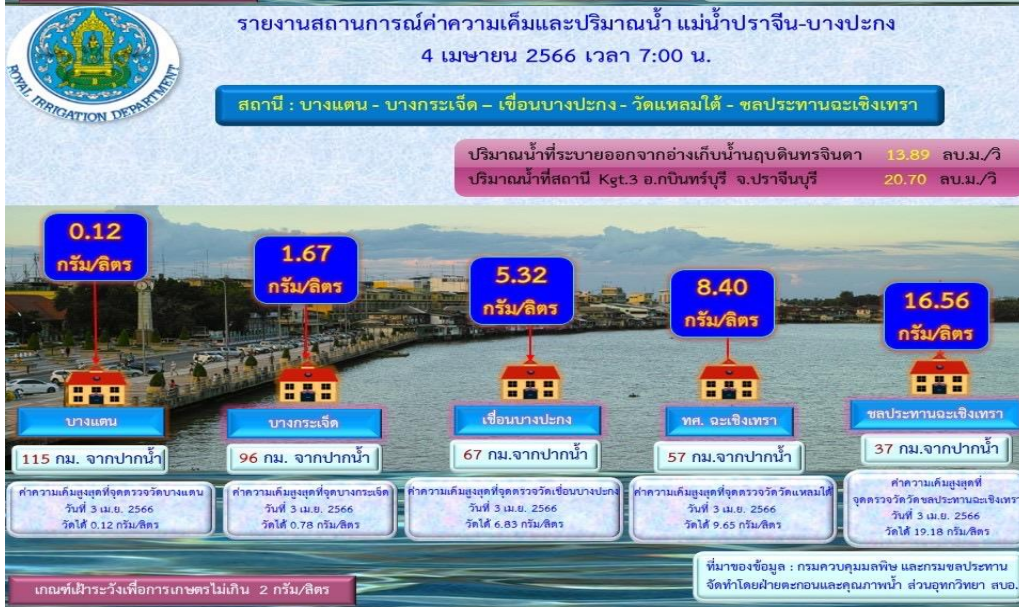 รายงานสถานการณ์ค่าความเค็มและปริมาณน้ำ แม่น้ำปราจีน-บางปะกง
4 เมษายน 2566 เวลา 7:00 น.
ROYAL IRRIGATION DEPARTMENT
สถานี : บางแตน - บางกระเจ็ด – เขื่อนบางปะกง - วัดแหลมใต้ - ชลประทานฉะเชิงเทรา
ปริมาณน้ำที่ระบายออกจากอ่างเก็บน้ำนฤบดินทรจินดา 13.89 ลบ.ม./วิ
ปริมาณน้ำที่สถานี Kgt.3 อ.กบินทร์บุรี จ.ปราจีนบุรี 20.70 ลบ.ม./วิ
0.12
กรัม/ลิตร
1.67
กรัม/ลิตร
5.32
กรัม/ลิตร
8.40
กรัม/ลิตร
16.56
กรัม/ลิตร
บางแตน
บางกระเจ็ด
เขื่อนบางปะกง
ทศ. ฉะเชิงเทรา
ชลประทานฉะเชิงเทรา
115 กม. จากปากน้ำ
96 กม. จากปากน้ำ
67 กม.จากปากน้ำ
57 กม.จากปากน้ำ
37 กม.จากปากน้ำ
ค่าความเค็มสูงสุดที่จุดตรวจวัดบางแตน
วันที่ 3 เม.ย. 2566
วัดได้ 0.12 กรัม/ลิตร
ค่าความเค็มสูงสุดที่จุดบางกระเจ็ด
วันที่ 3 เม.ย. 2566
วัดได้ 0.78 กรัม/ลิตร
ค่าความเค็มสูงสุดที่จุดตรวจวัดเขื่อนบางปะกง
วันที่ 3 เม.ย. 2566
วัดได้ 6.83 กรัม/ลิตร
ค่าความเค็มสูงสุดที่จุดตรวจวัดวัดแหลมใต้
วันที่ 3 เม.ย. 2566
วัดได้ 9.65 กรัม/ลิตร
ค่าความเค็มสูงสุดที่
จุดตรวจวัดวัดชลประทานฉะเชิงเทรา
วันที่ 3 เม.ย. 2566
วัดได้ 19.18 กรัม/ลิตร
เกณฑ์เฝ้าระวังเพื่อการเกษตรไม่เกิน 2 กรัม/ลิตร
ที่มาของข้อมูล : กรมควบคุมมลพิษ และกรมชลประทาน
จัดทำโดยฝ่ายตะกอนและคุณภาพน้ำ ส่วนอุทกวิทยา สบอ.